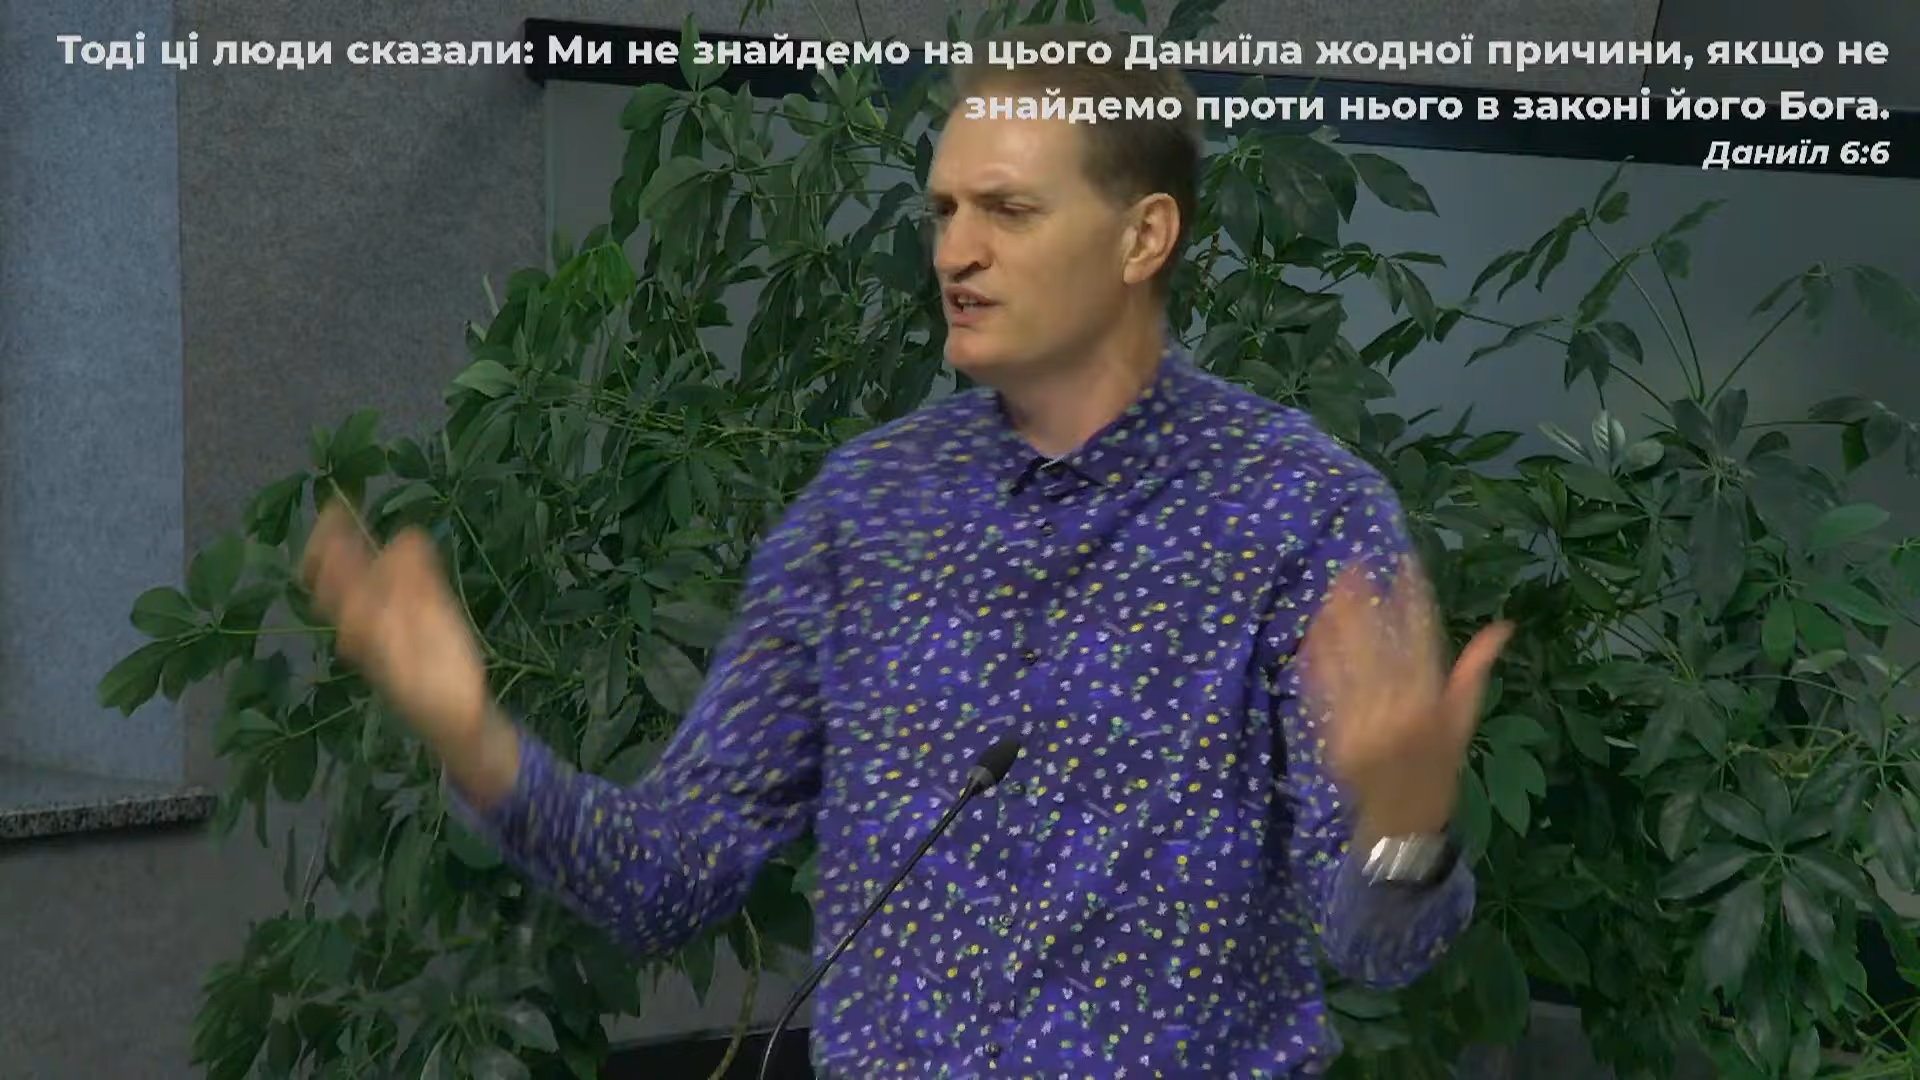 Тоді ці люди сказали: Ми не знайдемо на цього Даниїла жодної причини, якщо не
знайдемо проти нього в законі його Бога.
Даниїл 6:6